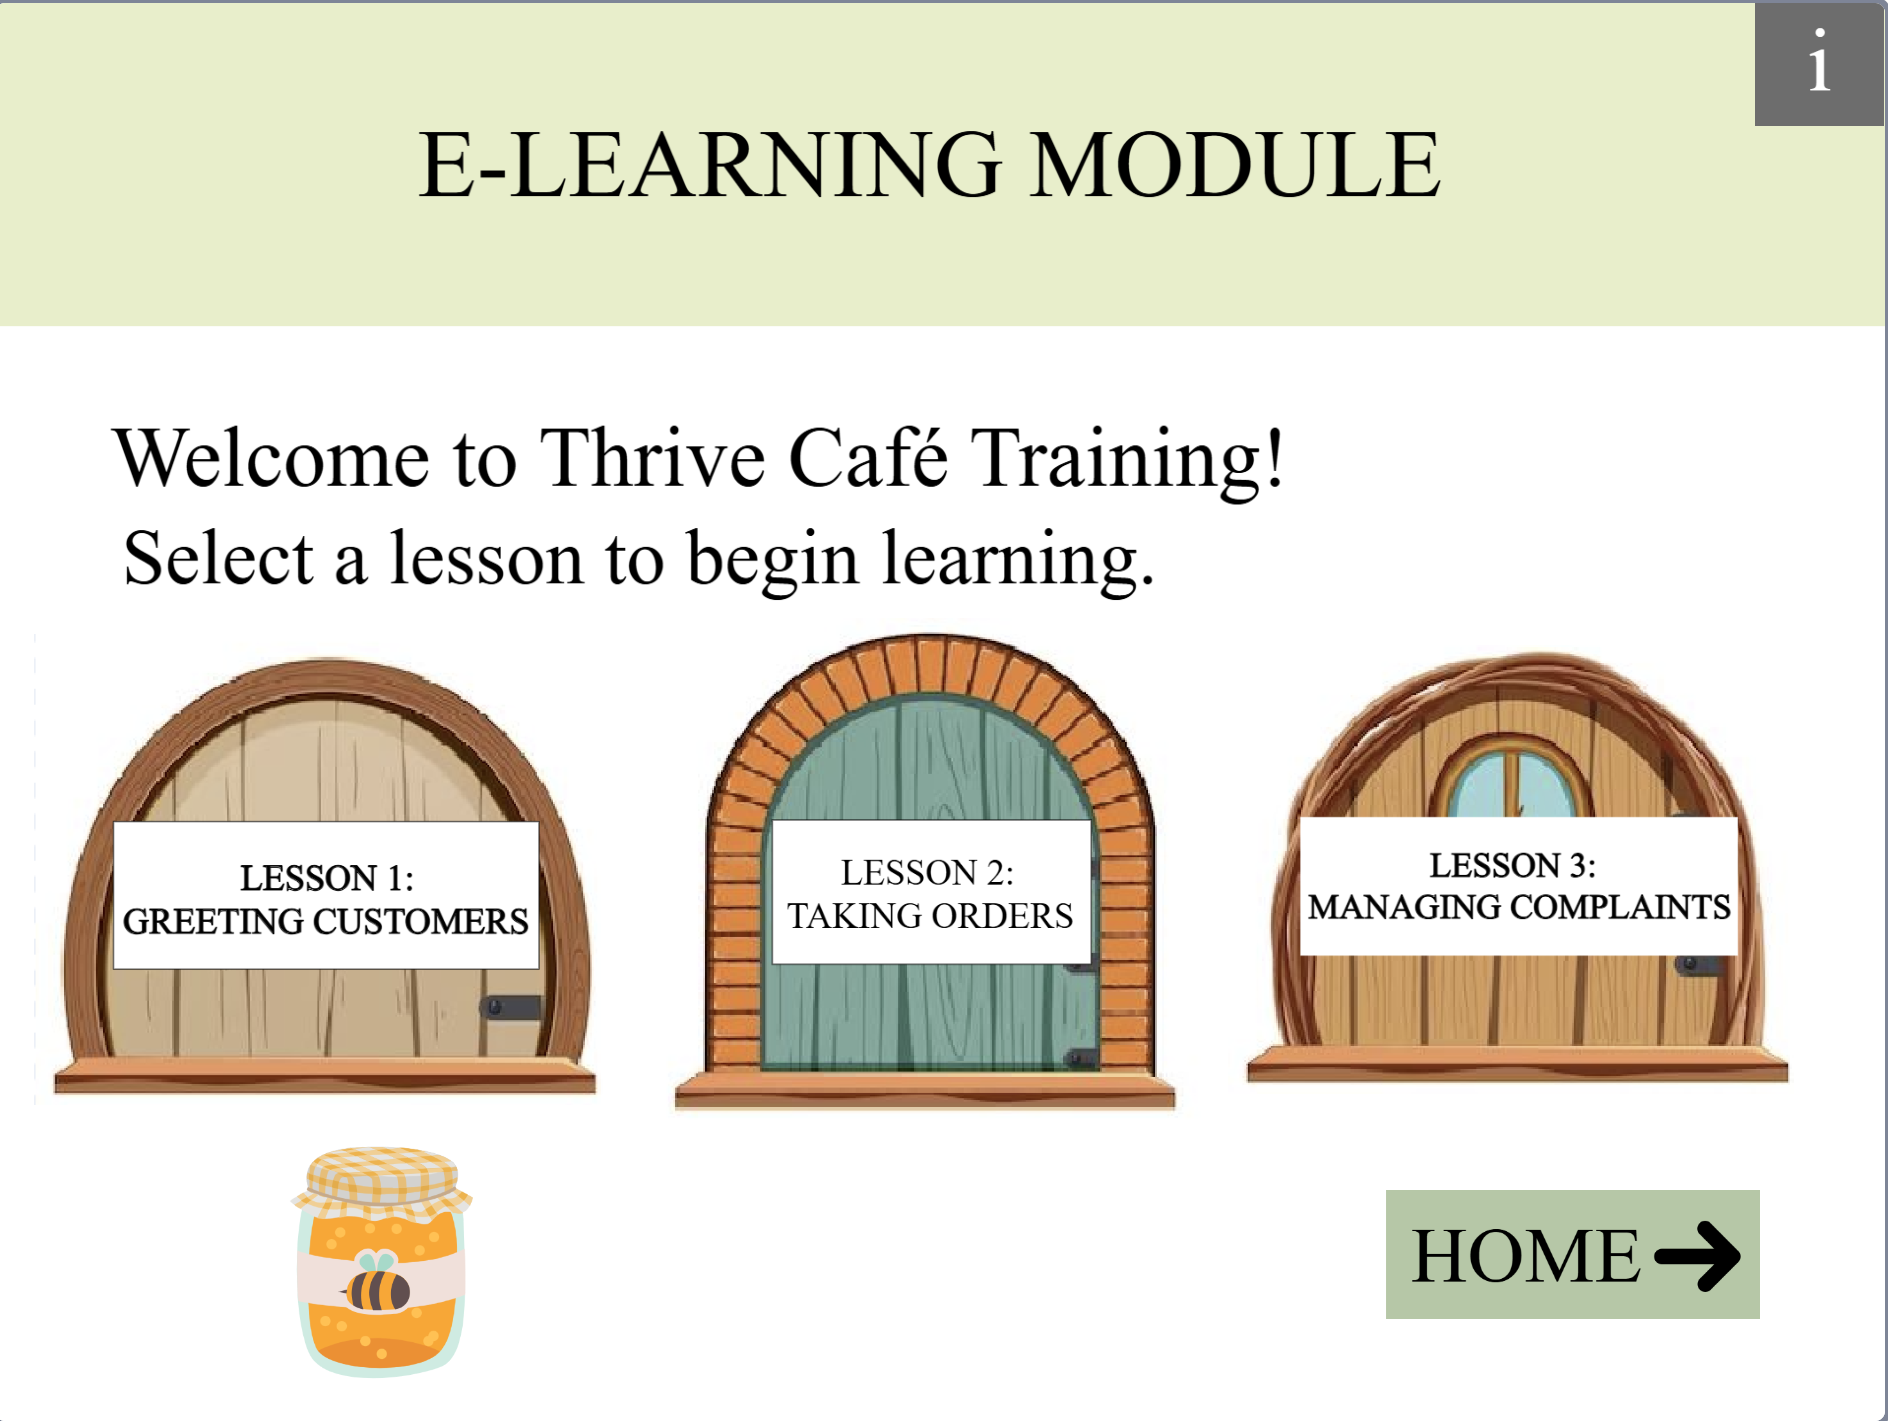 i
E-LEARNING MODULE
Welcome to Thrive Café Training!
Select a lesson to begin learning.
LESSON 1:
GREETING CUSTOMERS
LESSON 2:
TAKING ORDERS
LESSON 3:
MANAGING COMPLAINTS
HOME